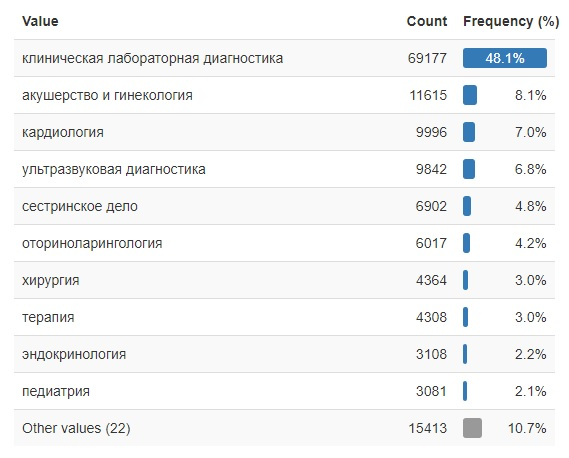 Value Count Frequency (%)
клиническая лабораторная диагностика 69177 48.1%
акушерство и гинекология 11615 8.1%
кардиология 9996 7.0%
ультразвуковая диагностика 9842 6.8%
сестринское дело 6902 4.8%
оториноларингология 6017 4.2%
хирургия 4364 3.0%
терапия 4308 3.0%
эндокринология 3108 2.2%
педиатрия 3081 2.1%
Other values (22) 15413 10.7%